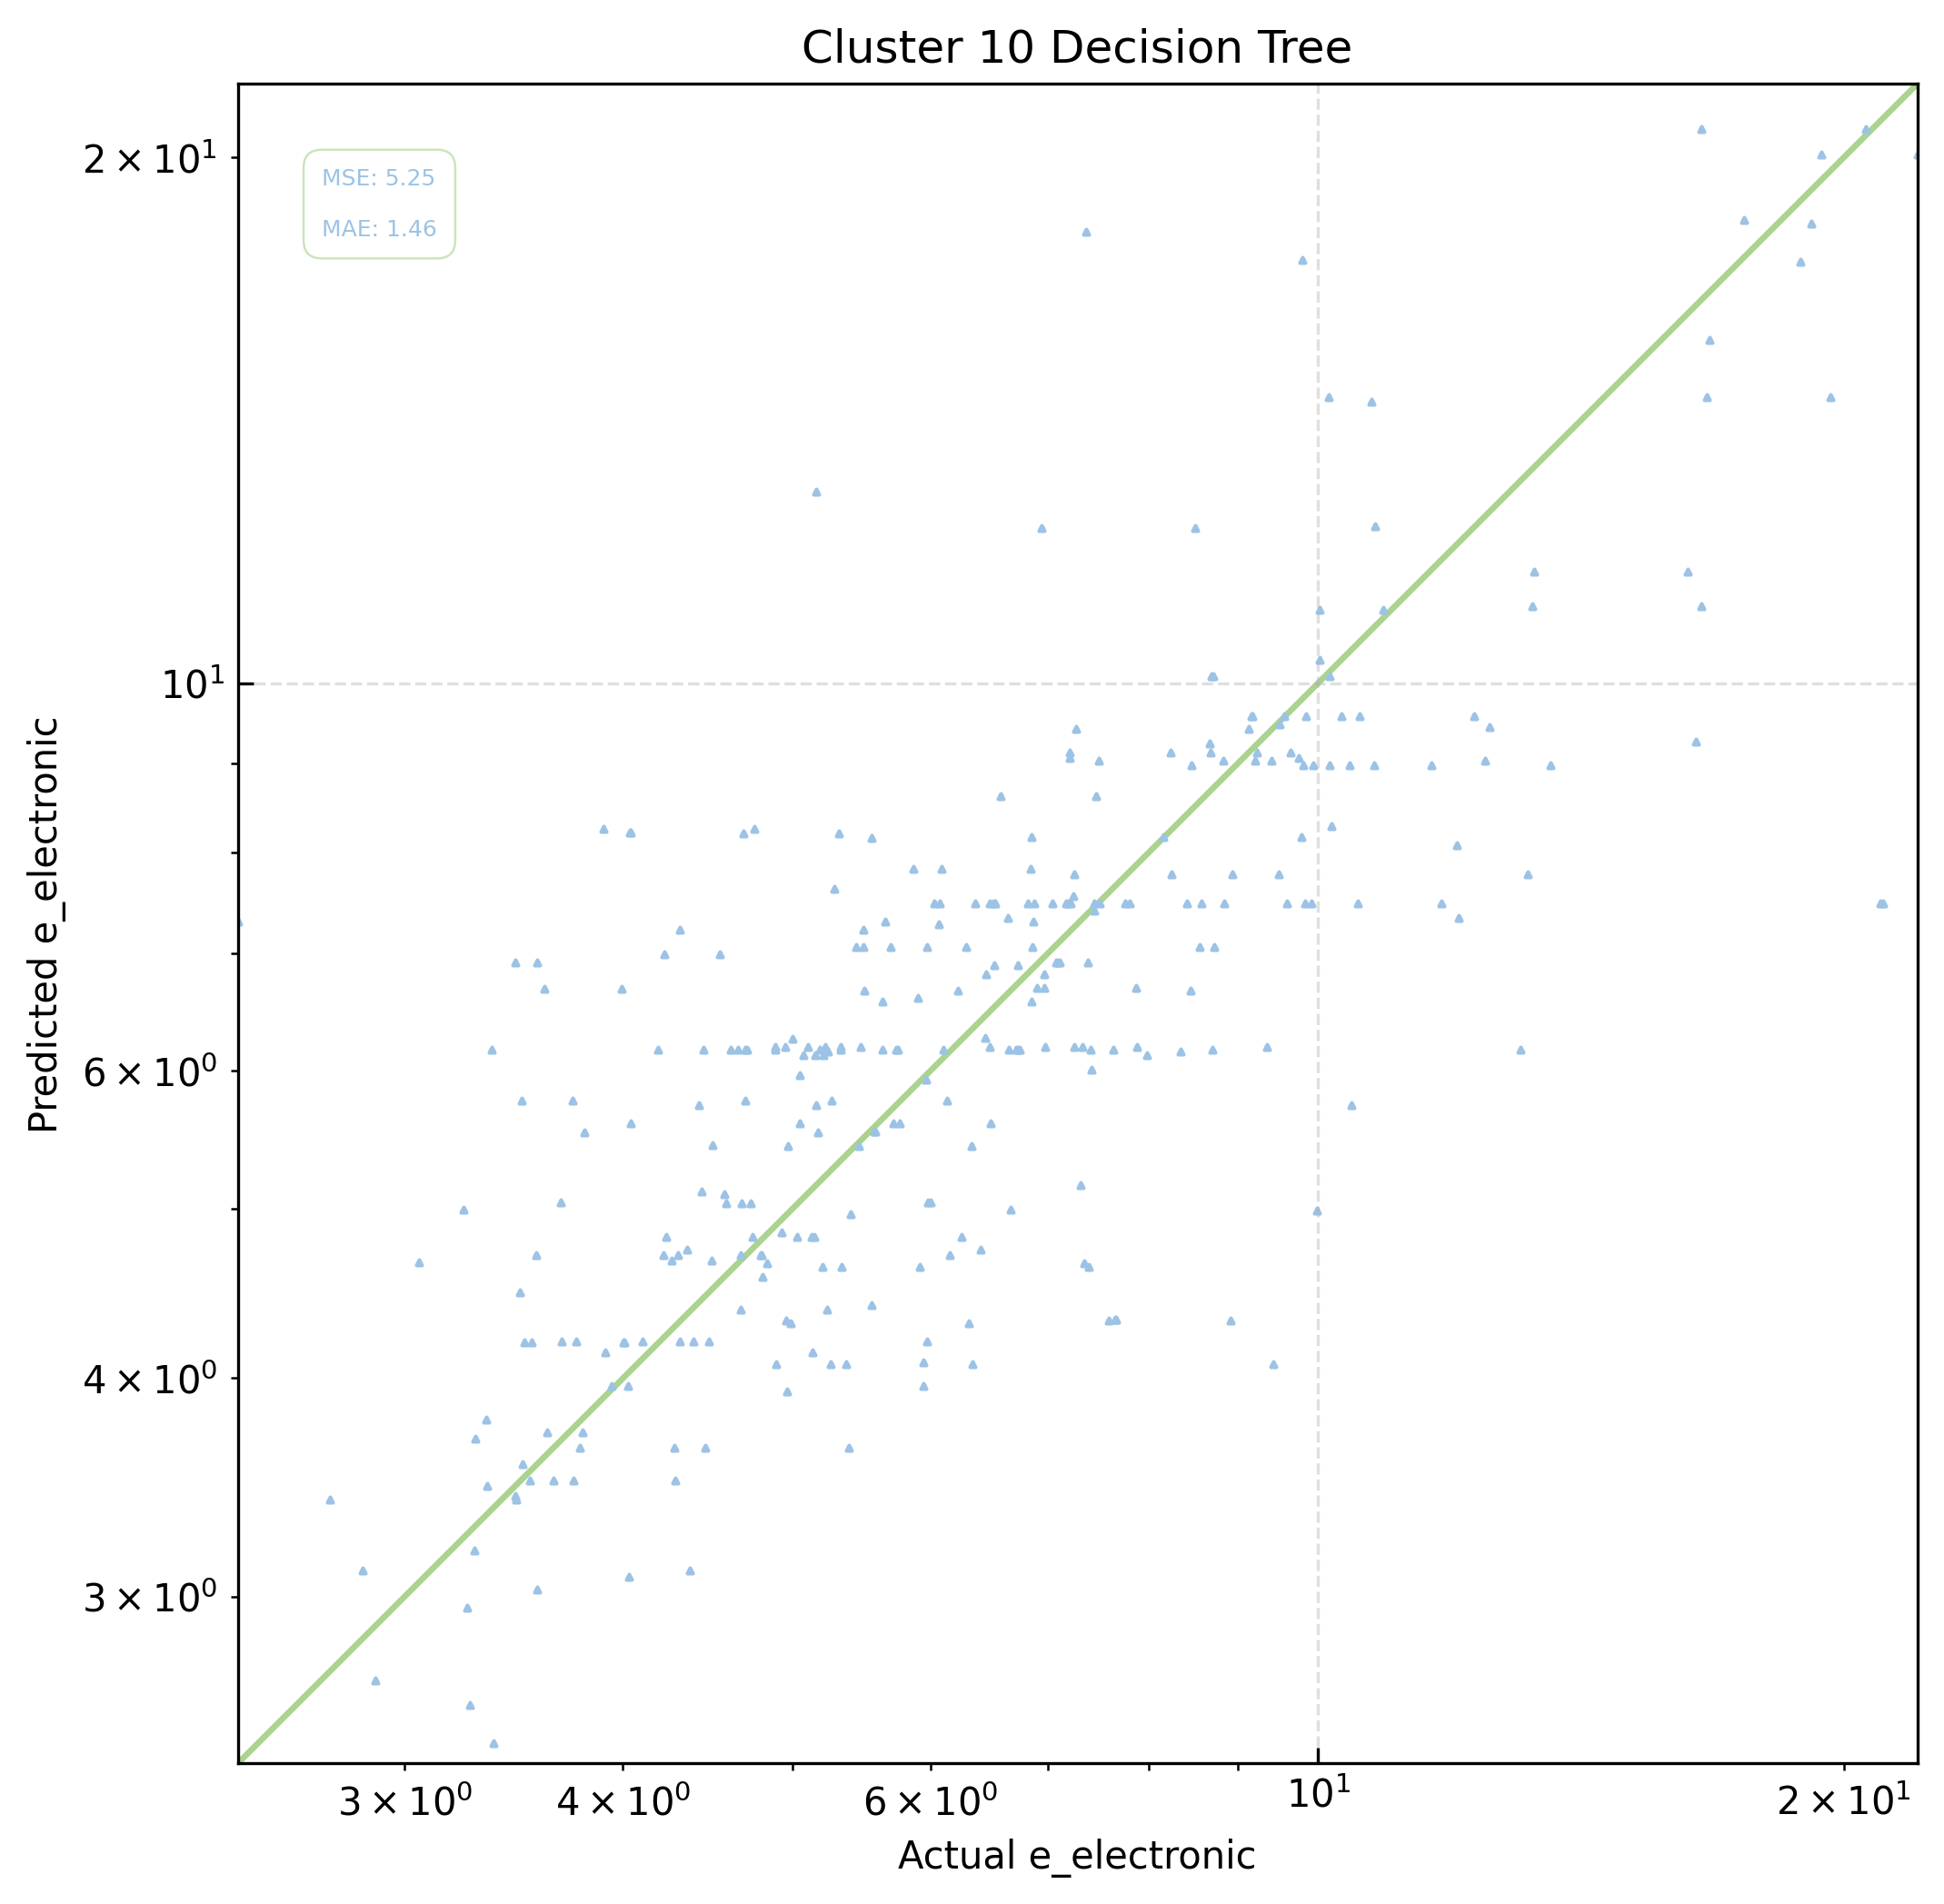 Cluster 10 Decision Tree
2 × 10¹
MSE: 5.25
MAE: 1.46
10¹
Predicted e_electronic
6 × 10⁰
4 × 10⁰
3 × 10⁰
3 × 10⁰ 4 × 10⁰ 6 × 10⁰ 10¹ 2 × 10¹
Actual e_electronic